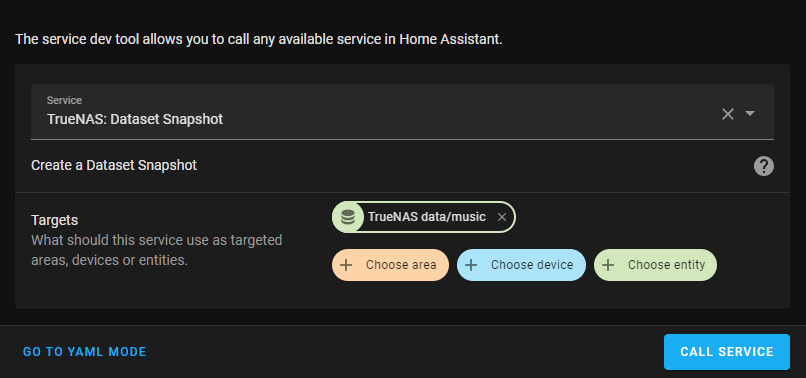 The service dev tool allows you to call any available service in Home Assistant.
Service
TrueNAS: Dataset Snapshot
Create a Dataset Snapshot
Targets
What should this service use as targeted
areas, devices or entities.
TrueNAS data/music
Choose area
Choose device
Choose entity
GO TO YAML MODE
CALL SERVICE